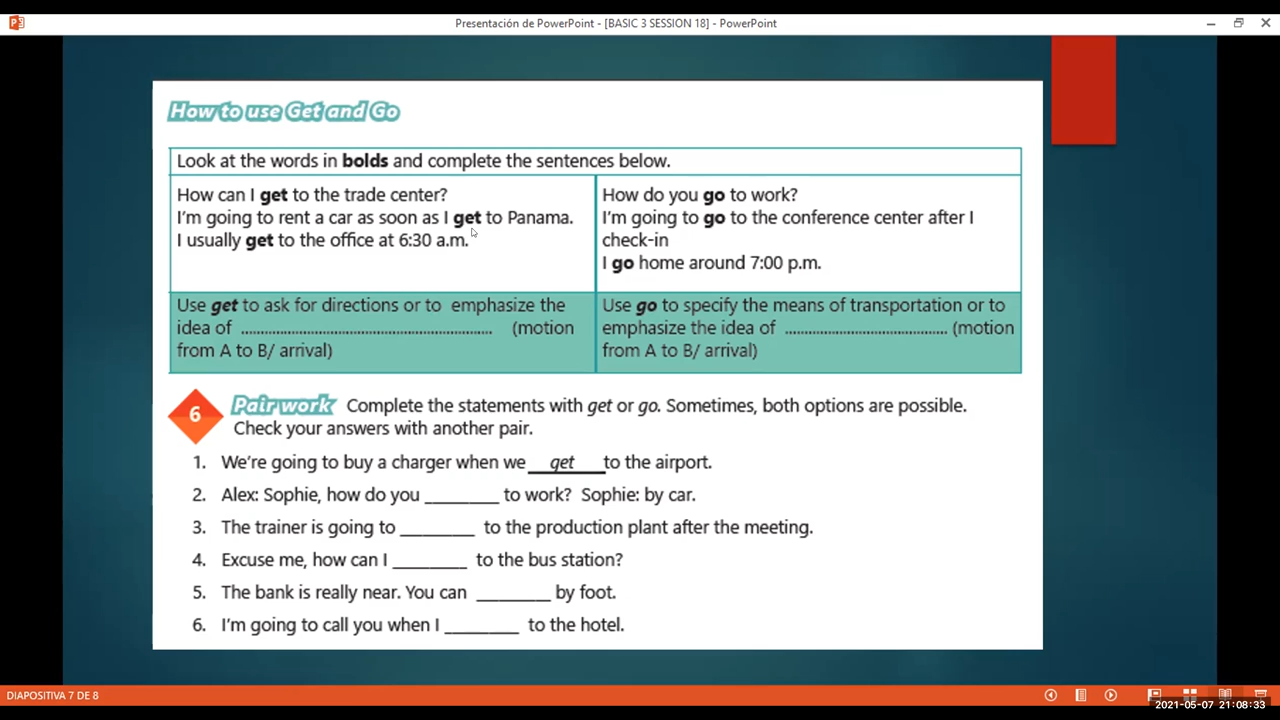 Presentación de PowerPoint - [BASIC 3 SESSION 18] - PowerPoint
How to use Get and Go
Look at the words in bolds and complete the sentences below.
How can I get to the trade center?
I'm going to rent a car as soon as I get to Panama.
I usually get to the office at 6:30 a.m.
How do you go to work?
I'm going to go to the conference center after I
check-in
I go home around 7:00 p.m.
Use get to ask for directions or to emphasize the
idea of ................................................................ (motion
from A to B/ arrival)
Use go to specify the means of transportation or to
emphasize the idea of ......................................... (motion
from A to B/ arrival)
6 Pair work Complete the statements with get or go. Sometimes, both options are possible.
Check your answers with another pair.
1. We're going to buy a charger when we __get__ to the airport.
2. Alex: Sophie, how do you ________ to work? Sophie: by car.
3. The trainer is going to ________ to the production plant after the meeting.
4. Excuse me, how can I ________ to the bus station?
5. The bank is really near. You can ________ by foot.
6. I'm going to call you when I ________ to the hotel.
DIAPOSITIVA 7 DE 8
2021-05-07 21:08:33